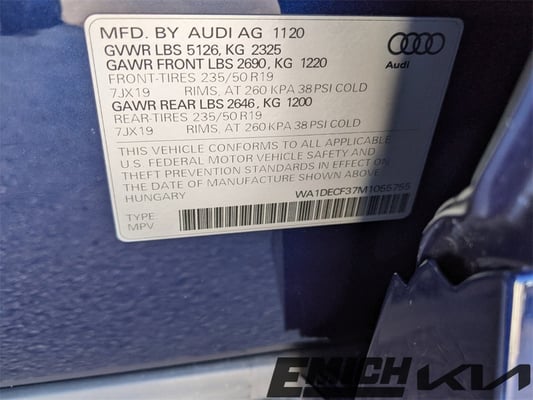 MFD. BY AUDI AG 1120
GVWR LBS 5126, KG 2325
GAWR FRONT LBS 2690, KG 1220
FRONT-TIRES 235/50 R19
7JX19 RIMS, AT 260 KPA 38 PSI COLD
GAWR REAR LBS 2646, KG 1200
REAR-TIRES 235/50 R19
7JX19 RIMS, AT 260 KPA 38 PSI COLD
Audi
THIS VEHICLE CONFORMS TO ALL APPLICABLE
U.S. FEDERAL MOTOR VEHICLE SAFETY AND
THEFT PREVENTION STANDARDS IN EFFECT ON
THE DATE OF MANUFACTURE SHOWN ABOVE
HUNGARY WA1DECF37M1055755
TYPE:
MPV
EMICH KIA